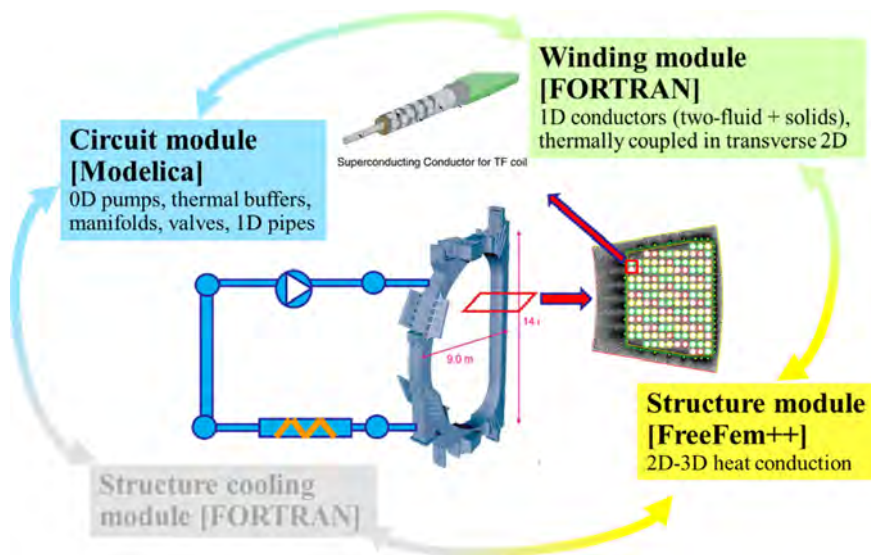 Winding module
[FORTRAN]
1D conductors (two-fluid + solids),
thermally coupled in transverse 2D
Superconducting Conductor for TF coil
Circuit module
[Modelica]
0D pumps, thermal buffers,
manifolds, valves, 1D pipes
14
9.0 m
Structure module
[FreeFem++]
2D-3D heat conduction
Structure cooling
module [FORTRAN]